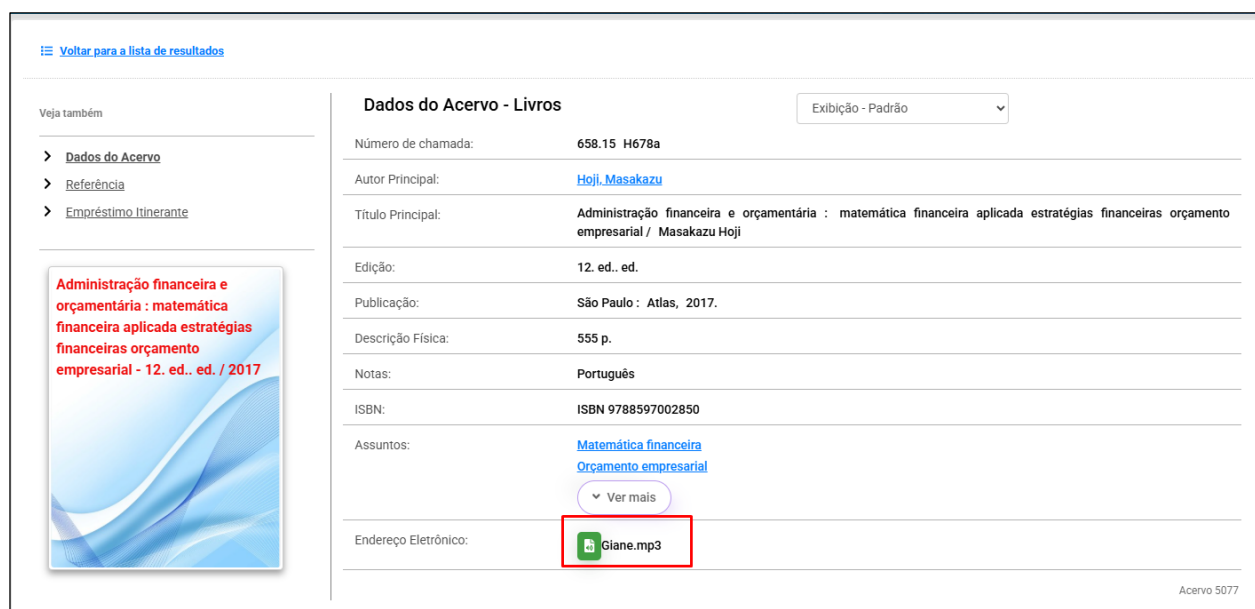 Voltar para a lista de resultados
Veja também
Dados do Acervo
Referência
Empréstimo Itinerante
Administração financeira e
orçamentária : matemática
financeira aplicada estratégias
financeiras orçamento
empresarial - 12. ed.. ed. / 2017
Dados do Acervo - Livros
Exibição - Padrão
Número de chamada: 658.15 H678a
Autor Principal: Hoji, Masakazu
Título Principal: Administração financeira e orçamentária : matemática financeira aplicada estratégias financeiras orçamento
empresarial / Masakazu Hoji
Edição: 12. ed.. ed.
Publicação: São Paulo : Atlas, 2017.
Descrição Física: 555 p.
Notas: Português
ISBN: ISBN 9788597002850
Assuntos: Matemática financeira
Orçamento empresarial
Ver mais
Endereço Eletrônico: Giane.mp3
Acervo 5077